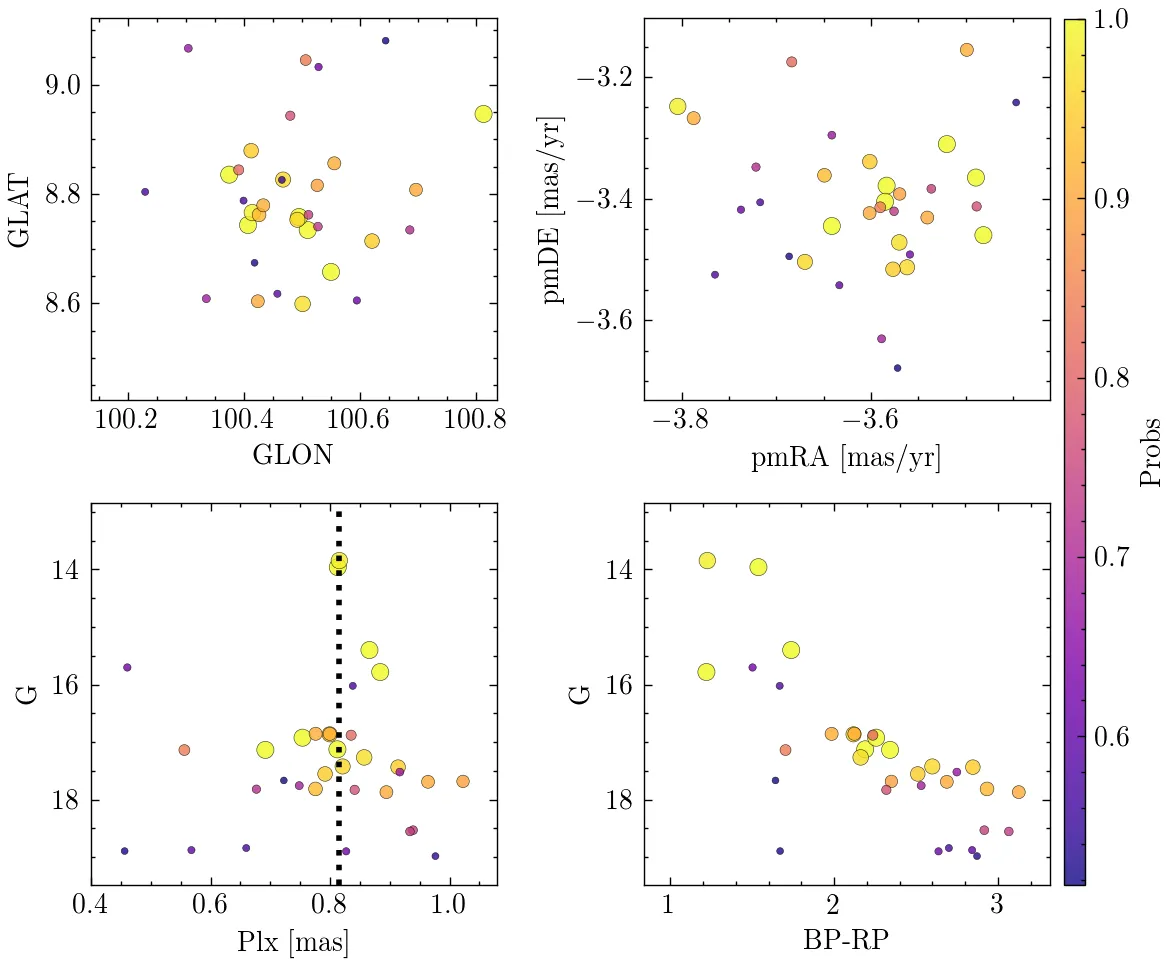 GLAT
9.0
8.8
8.6
100.2 100.4 100.6 100.8
GLON
pmDE [mas/yr]
−3.2
−3.4
−3.6
−3.8 −3.6
pmRA [mas/yr]
1.0
0.9
0.8
0.7
0.6
Probs
G
14
16
18
0.4 0.6 0.8 1.0
Plx [mas]
G
14
16
18
1 2 3
BP-RP